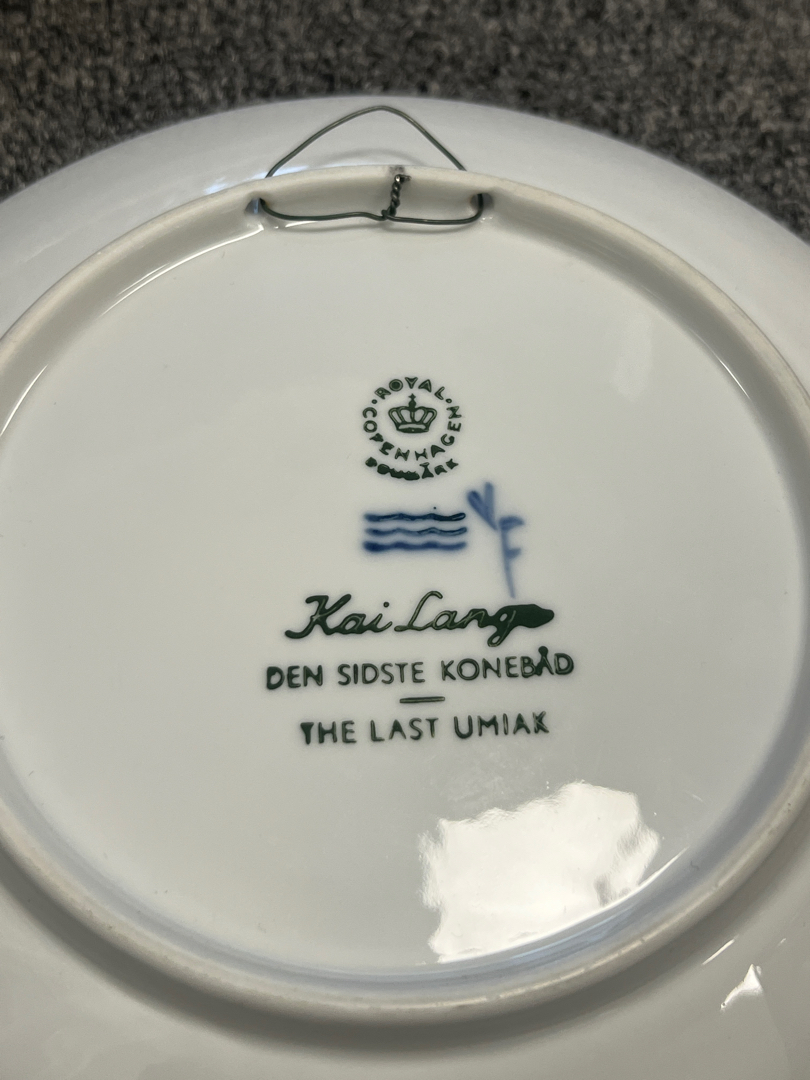 ROYAL
COPENHAGEN
DENMARK
Kai Lange
DEN SIDSTE KONEBÅD
THE LAST UMIAK